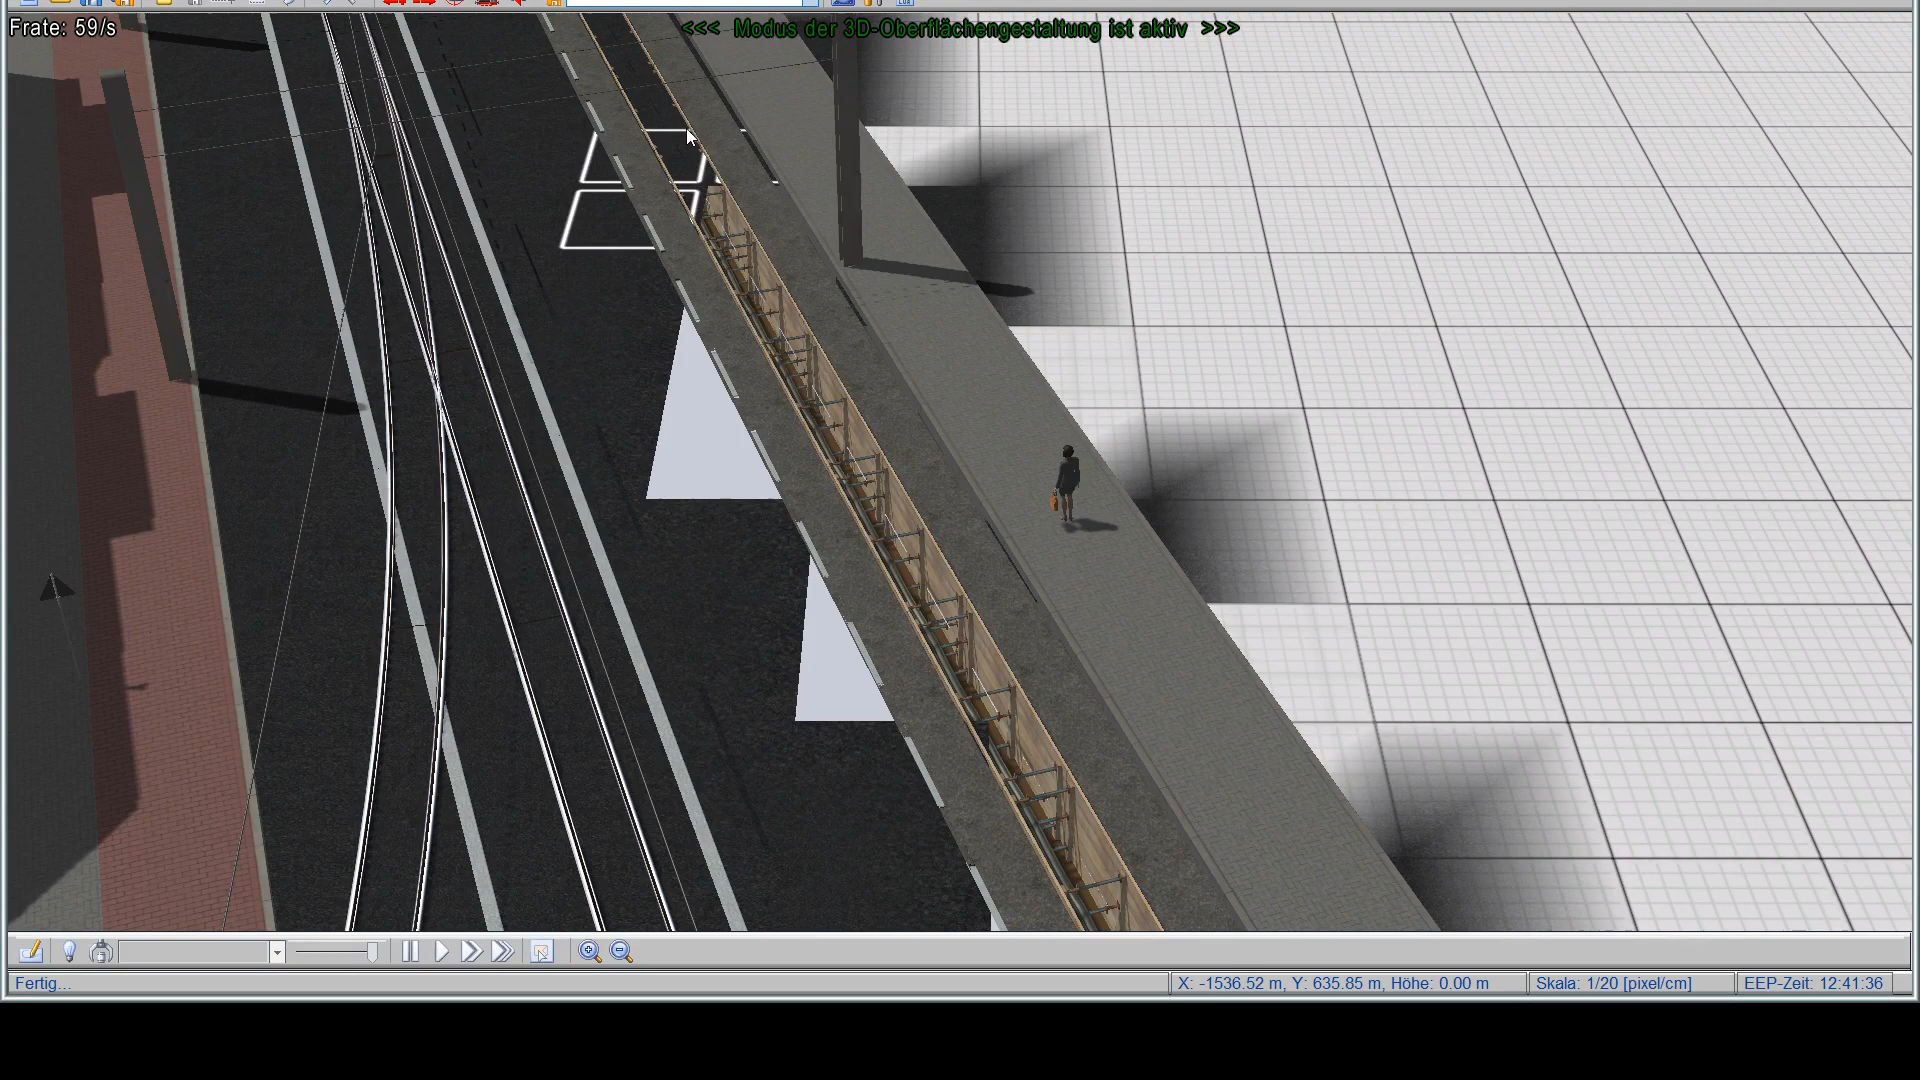 Frate: 59/s
<<< Modus der 3D-Oberflächengestaltung ist aktiv >>>
Fertig...
X: -1536.52 m, Y: 635.85 m, Höhe: 0.00 m
Skala: 1/20 [pixel/cm]
EEP-Zeit: 12:41:36